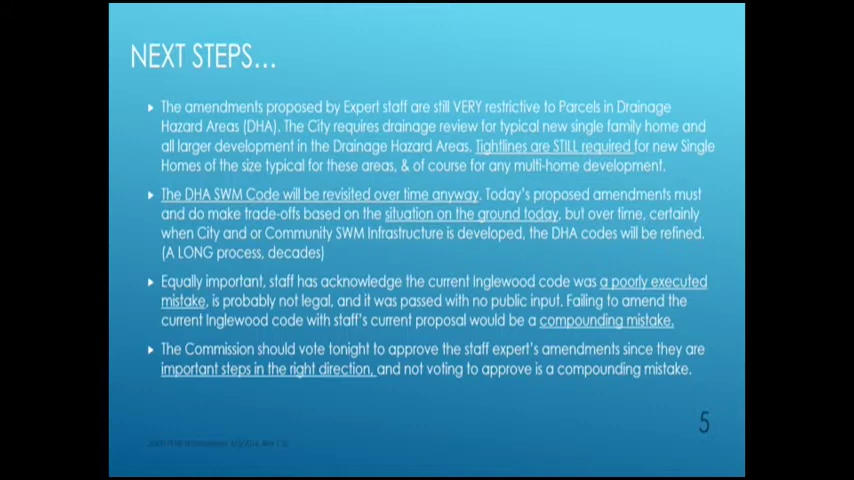 NEXT STEPS...
The amendments proposed by Expert staff are still VERY restrictive to Parcels in Drainage
Hazard Areas (DHA). The City requires drainage review for typical new single family home and
all larger development in the Drainage Hazard Areas. Tightlines are STILL required for new Single
Homes of the size typical for these areas, & of course for any multi-home development.
The DHA SWM Code will be revisited over time anyway. Today's proposed amendments must
and do make trade-offs based on the situation on the ground today, but over time, certainly
when City and or Community SWM Infrastructure is developed, the DHA codes will be refined.
(A LONG process, decades)
Equally important, staff has acknowledge the current Inglewood code was a poorly executed
mistake, is probably not legal, and it was passed with no public input. Failing to amend the
current Inglewood code with staff's current proposal would be a compounding mistake.
The Commission should vote tonight to approve the staff expert's amendments since they are
important steps in the right direction, and not voting to approve is a compounding mistake.
5